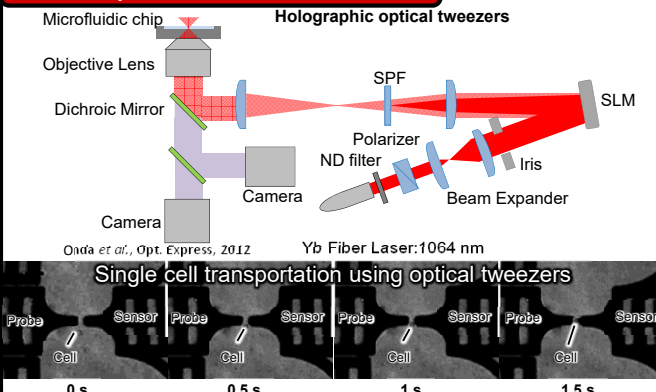 Holographic optical tweezers
Microfluidic chip
Objective Lens
Dichroic Mirror
SPF
SLM
Polarizer
ND filter
Iris
Beam Expander
Camera
Camera
Onda et al., Opt. Express, 2012
Yb Fiber Laser:1064 nm
Single cell transportation using optical tweezers
Probe Sensor Probe Sensor Probe Sensor Probe Sensor
Cell Cell Cell Cell
0 s 0.5 s 1 s 1.5 s